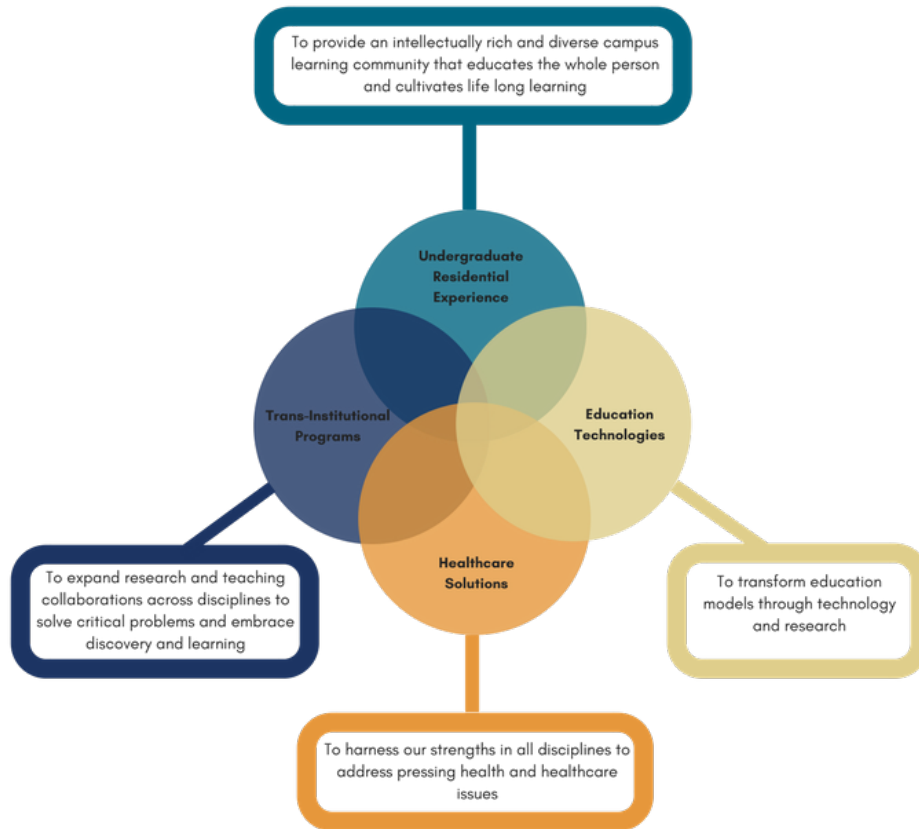 To provide an intellectually rich and diverse campus
learning community that educates the whole person
and cultivates life long learning
Undergraduate
Residential
Experience
Trans-Institutional
Programs
Education
Technologies
Healthcare
Solutions
To expand research and teaching
collaborations across disciplines to
solve critical problems and embrace
discovery and learning
To transform education
models through technology
and research
To harness our strengths in all disciplines to
address pressing health and healthcare
issues